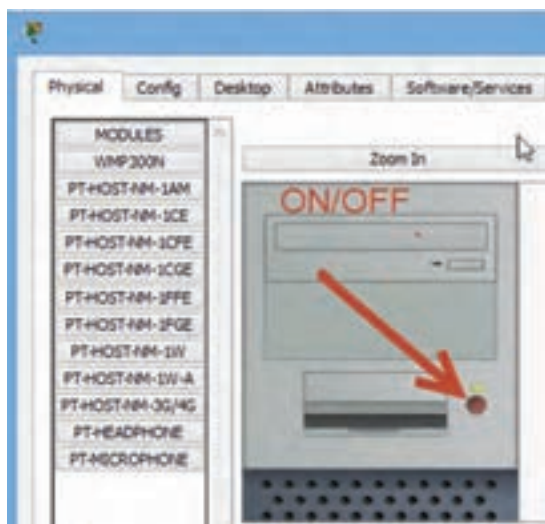 Physical Config Desktop Attributes Software/Services
MODULES
WMP300N
PT-HOST-NM-1AM
PT-HOST-NM-1CE
PT-HOST-NM-1CFE
PT-HOST-NM-1CGE
PT-HOST-NM-1FFE
PT-HOST-NM-1FGE
PT-HOST-NM-1W
PT-HOST-NM-1W-A
PT-HOST-NM-3G/4G
PT-HEADPHONE
PT-MICROPHONE
Zoom In
ON/OFF